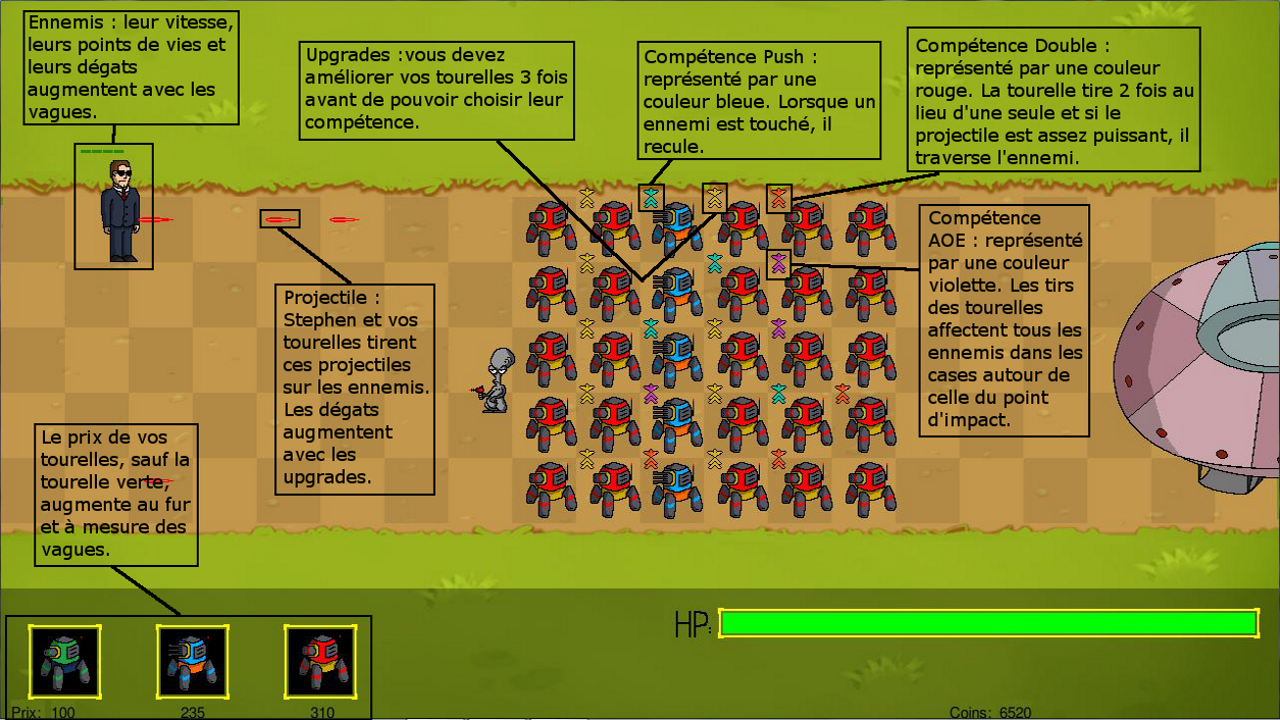 Ennemis : leur vitesse,
leurs points de vies et
leurs dégats
augmentent avec les
vagues.
Upgrades :vous devez
améliorer vos tourelles 3 fois
avant de pouvoir choisir leur
compétence.
Compétence Push :
représenté par une
couleur bleue. Lorsque un
ennemi est touché, il
recule.
Compétence Double :
représenté par une couleur
rouge. La tourelle tire 2 fois au
lieu d'une seule et si le
projectile est assez puissant, il
traverse l'ennemi.
Compétence
AOE : représenté
par une couleur
violette. Les tirs
des tourelles
affectent tous les
ennemis dans les
cases autour de
celle du point
d'impact.
Projectile :
Stephen et vos
tourelles tirent
ces projectiles
sur les ennemis.
Les dégats
augmentent
avec les
upgrades.
Le prix de vos
tourelles, sauf la
tourelle verte,
augmente au fur
et à mesure des
vagues.
HP:
Prix: 100 235 310
Coins: 6520